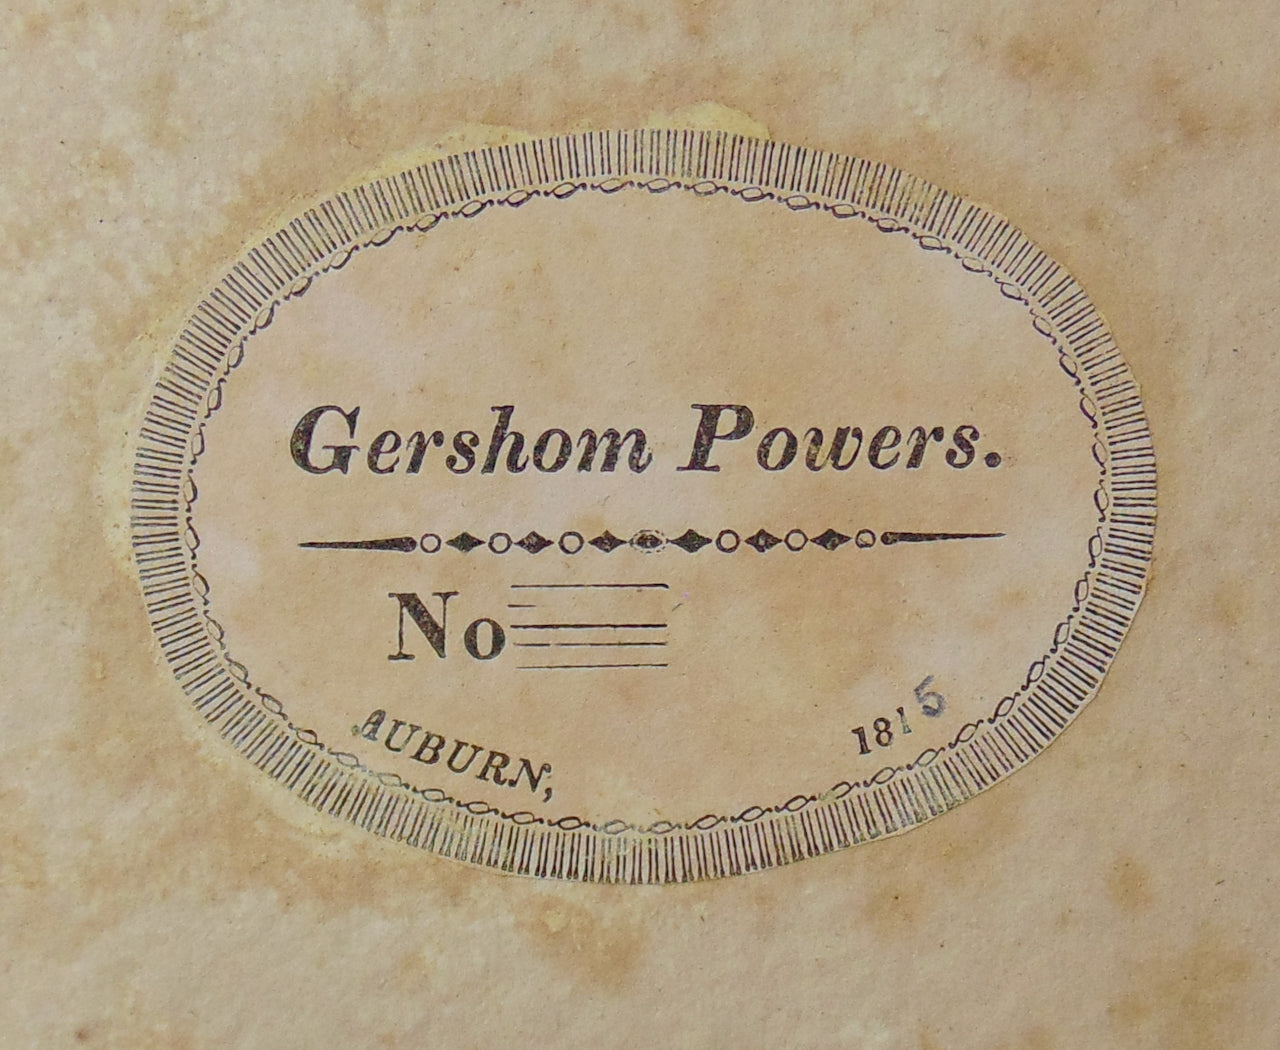 Gershom Powers.
No
AUBURN, 1815